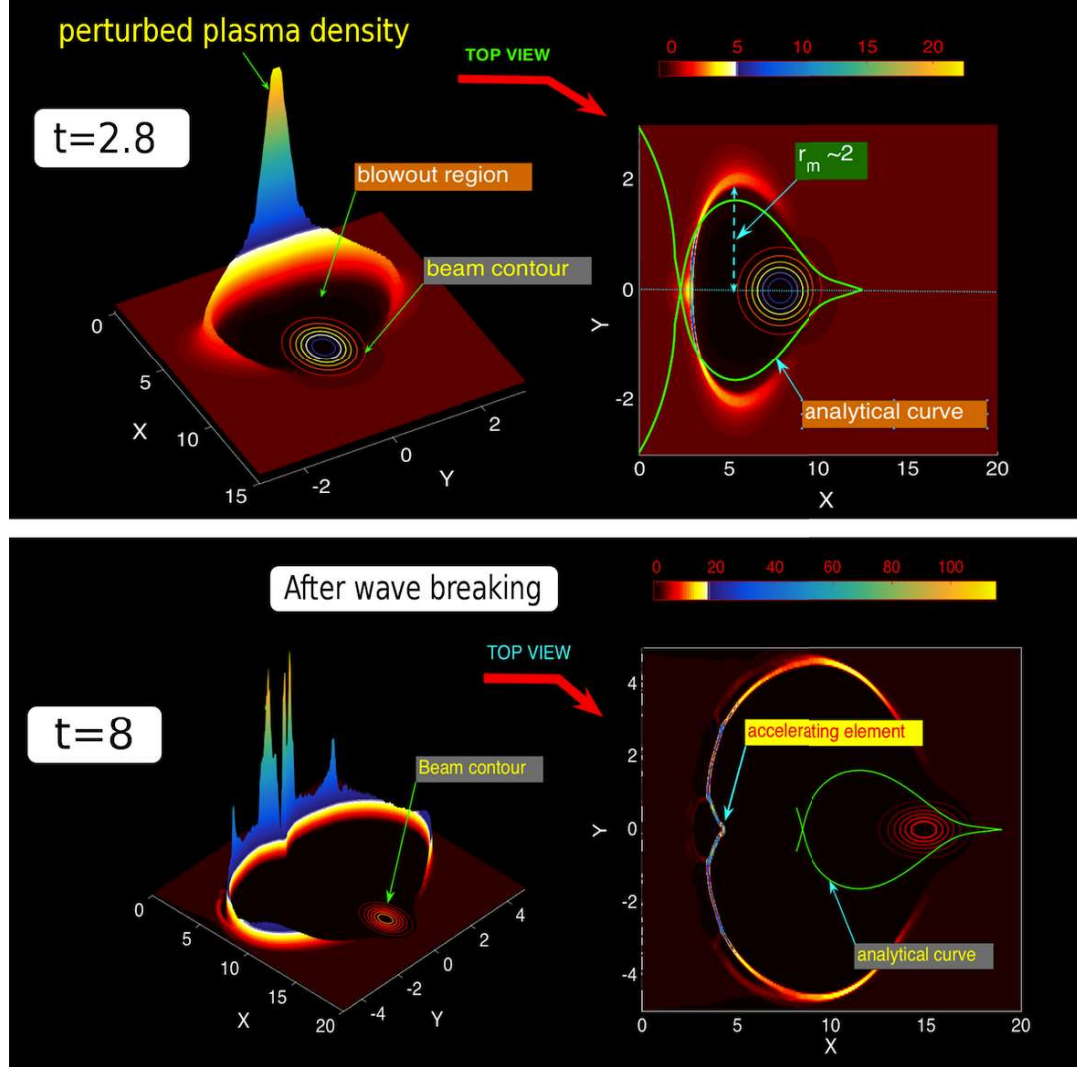 perturbed plasma density
t=2.8
blowout region
beam contour
0
5
10
15
X
-2
0
2
Y
TOP VIEW
0 5 10 15 20
r_m ~2
analytical curve
2
0
-2
Y
0 5 10 15 20
X
After wave breaking
t=8
Beam contour
0
5
10
15
20
X
-4
-2
0
2
4
Y
TOP VIEW
0 20 40 60 80 100
accelerating element
analytical curve
4
2
0
-2
-4
Y
0 5 10 15 20
X